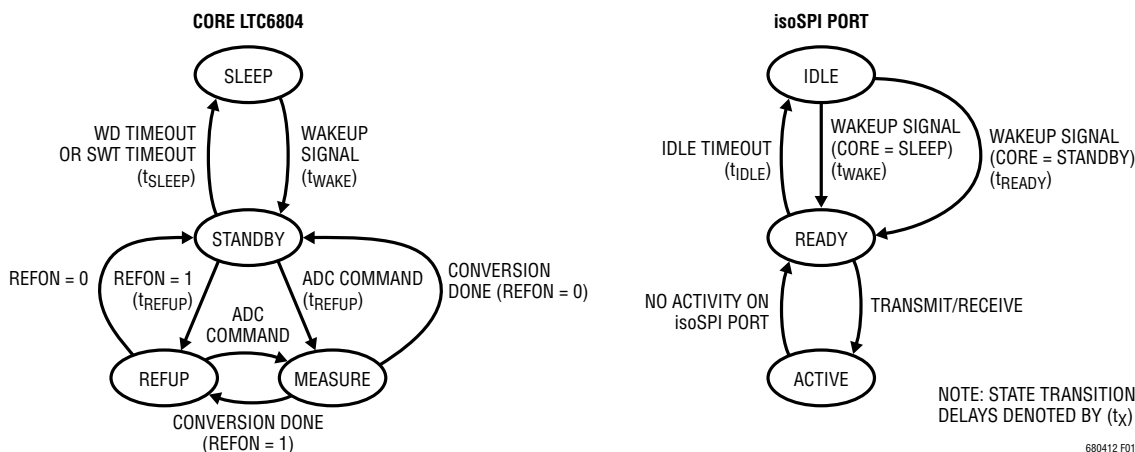 CORE LTC6804
SLEEP
WD TIMEOUT
OR SWT TIMEOUT
(tSLEEP)
WAKEUP
SIGNAL
(tWAKE)
STANDBY
REFON = 0
REFON = 1
(tREFUP)
ADC COMMAND
(tREFUP)
CONVERSION
DONE (REFON = 0)
ADC
COMMAND
REFUP
MEASURE
CONVERSION DONE
(REFON = 1)
isoSPI PORT
IDLE
IDLE TIMEOUT
(tIDLE)
WAKEUP SIGNAL
(CORE = SLEEP)
(tWAKE)
WAKEUP SIGNAL
(CORE = STANDBY)
(tREADY)
READY
NO ACTIVITY ON
isoSPI PORT
TRANSMIT/RECEIVE
ACTIVE
NOTE: STATE TRANSITION
DELAYS DENOTED BY (tX)
680412 F01